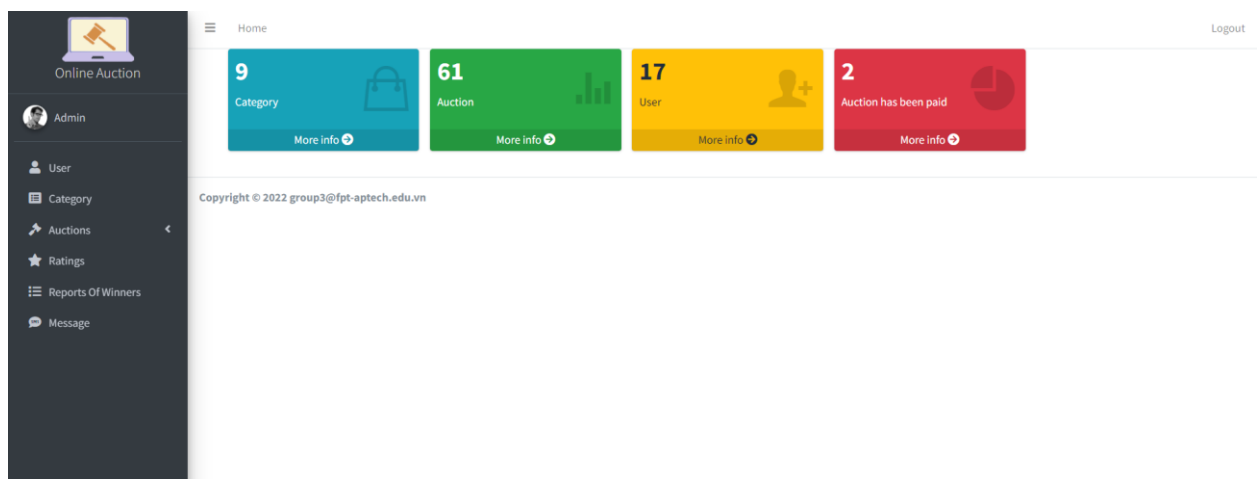 Online Auction
Admin
User
Category
Auctions
Ratings
Reports Of Winners
Message
Home
Logout
9
Category
More info
61
Auction
More info
17
User
More info
2
Auction has been paid
More info
Copyright © 2022 group3@fpt-aptech.edu.vn